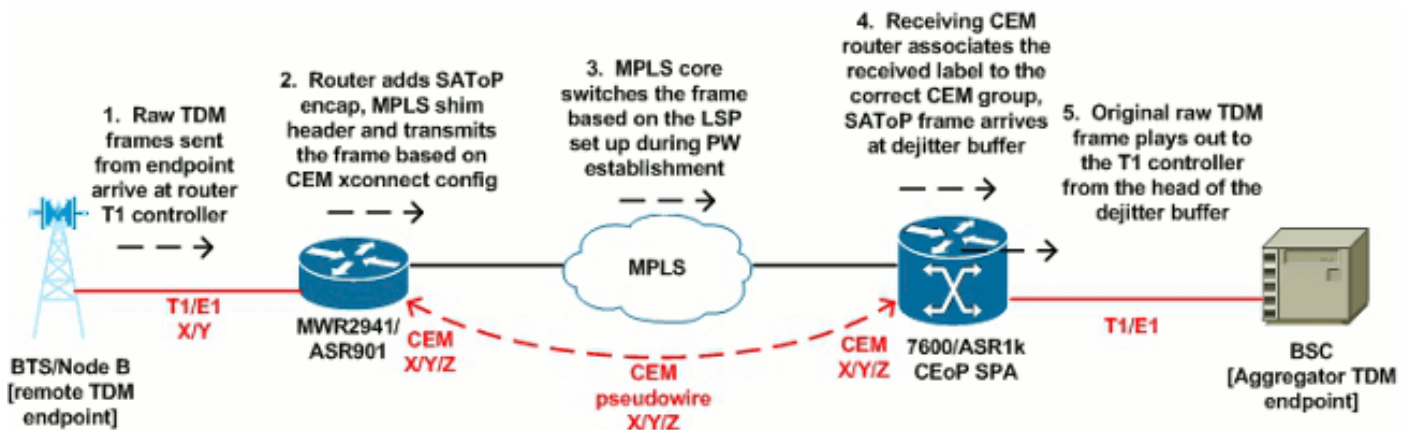 1. Raw TDM
frames sent
from endpoint
arrive at router
T1 controller
2. Router adds SAToP
encap, MPLS shim
header and transmits
the frame based on
CEM xconnect config
3. MPLS core
switches the frame
based on the LSP
set up during PW
establishment
4. Receiving CEM
router associates the
received label to the
correct CEM group,
SAToP frame arrives
at dejitter buffer
5. Original raw TDM
frame plays out to
the T1 controller
from the head of the
dejitter buffer
BTS/Node B
[remote TDM
endpoint]
T1/E1
X/Y
MWR2941/
ASR901
CEM
X/Y/Z
MPLS
CEM
pseudowire
X/Y/Z
CEM
X/Y/Z
7600/ASR1k
CEoP SPA
T1/E1
BSC
[Aggregator TDM
endpoint]